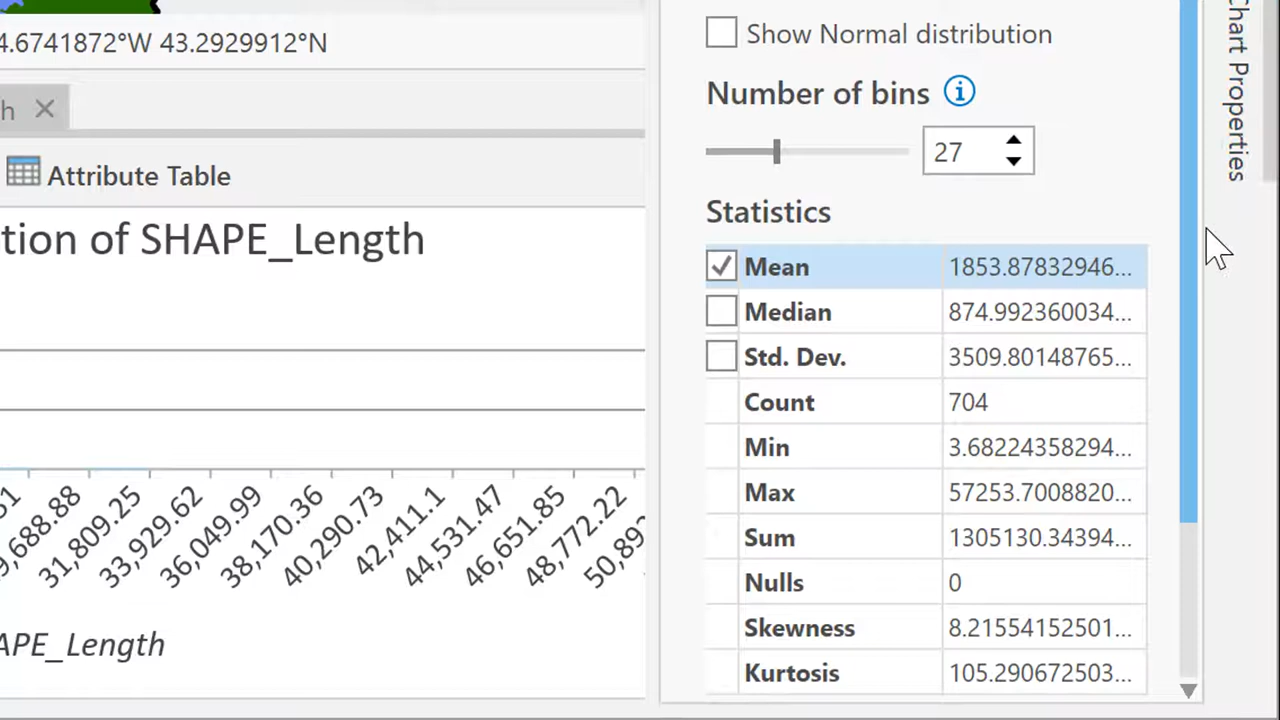 4.6741872°W 43.2929912°N
h
Attribute Table
tion of SHAPE_Length
31,809.25
33,929.62
36,049.99
38,170.36
40,290.73
42,411.1
44,531.47
46,651.85
48,772.22
APE_Length
Show Normal distribution
Number of bins
27
Statistics
Mean 1853.87832946...
Median 874.992360034...
Std. Dev. 3509.80148765...
Count 704
Min 3.68224358294...
Max 57253.7008820...
Sum 1305130.34394...
Nulls 0
Skewness 8.21554152501...
Kurtosis 105.290672503...
Chart Properties